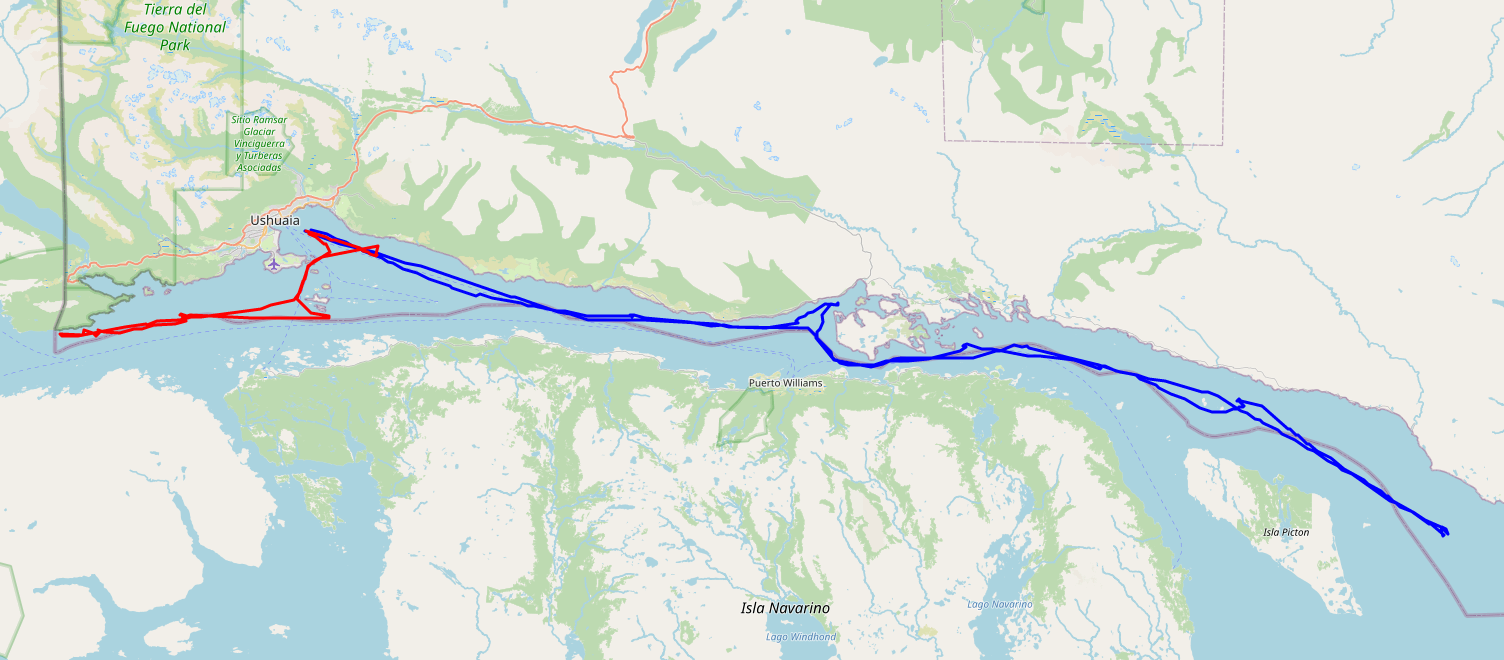 Tierra del
Fuego National
Park
Sitio Ramsar
Glaciar
Vinciguerra
y Turberas
Asociadas
Ushuaia
Puerto Williams
Isla Picton
Isla Navarino
Lago Navarino
Lago Windhond